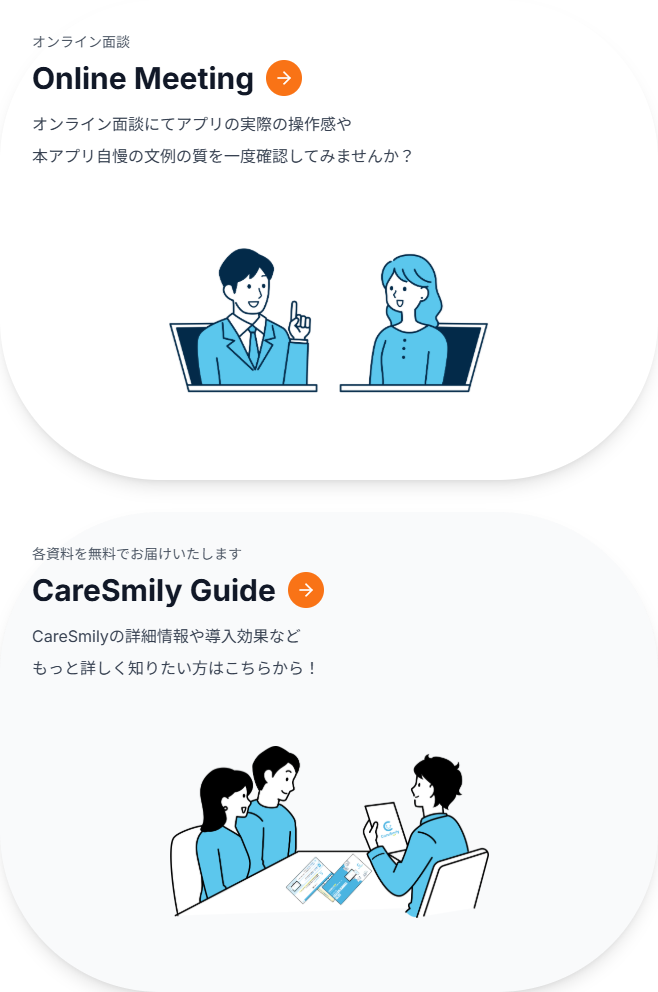 オンライン面談
Online Meeting
オンライン面談にてアプリの実際の操作感や
本アプリ自慢の文例の質を一度確認してみませんか？
各資料を無料でお届けいたします
CareSmily Guide
CareSmilyの詳細情報や導入効果など
もっと詳しく知りたい方はこちらから！